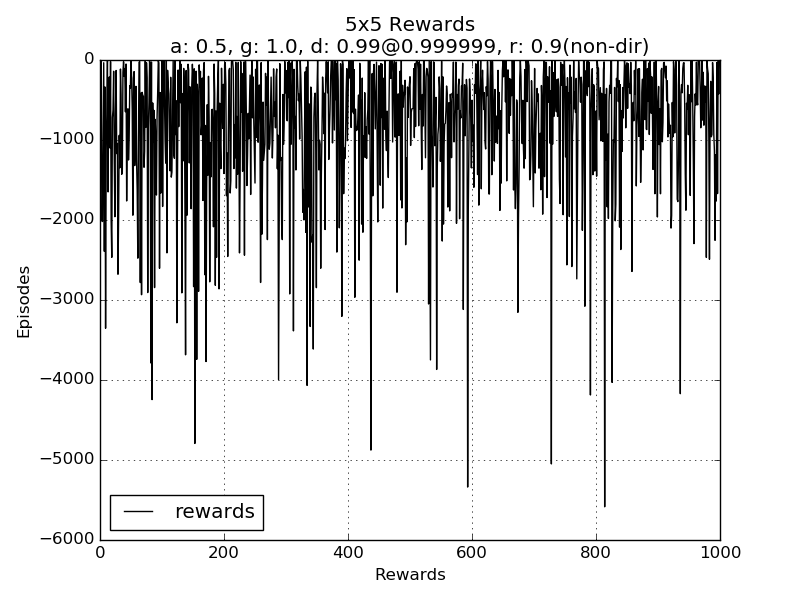 5x5 Rewards
a: 0.5, g: 1.0, d: 0.99@0.999999, r: 0.9(non-dir)
0
−1000
−2000
−3000
−4000
−5000
−6000
Episodes
rewards
0 200 400 600 800 1000
Rewards